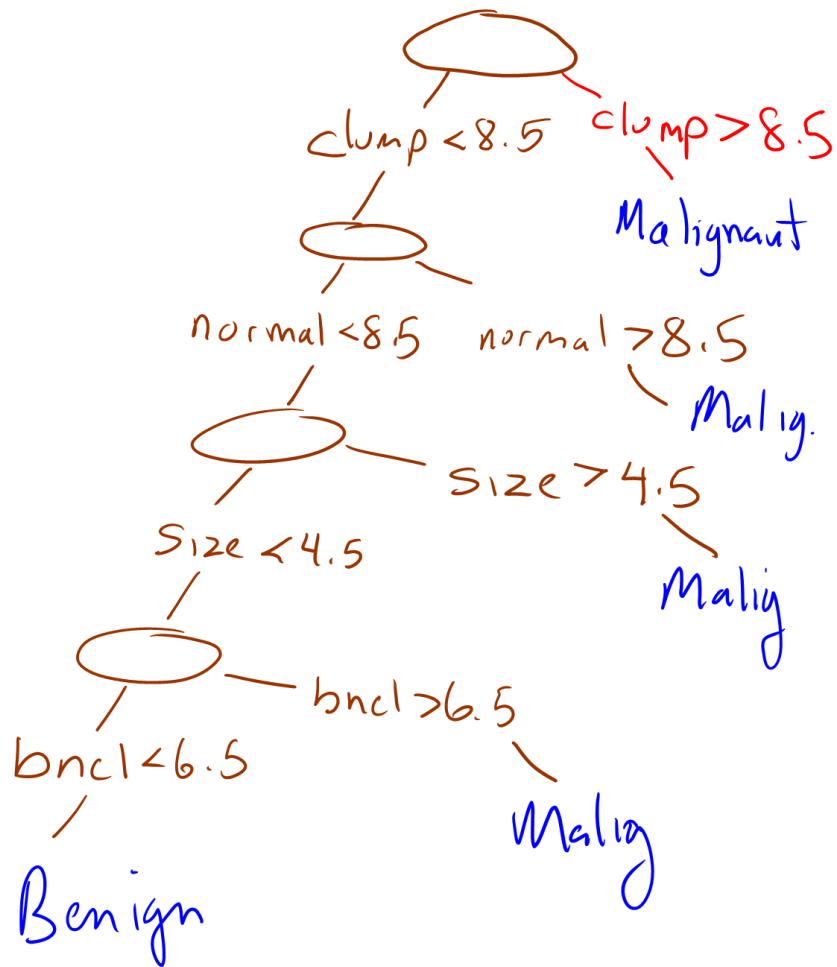 clump < 8.5 clump > 8.5
Malignaut
normal < 8.5 normal > 8.5
Malig.
Size > 4.5
Size < 4.5
Malig
bncl > 6.5
bncl < 6.5
Malig
Benign